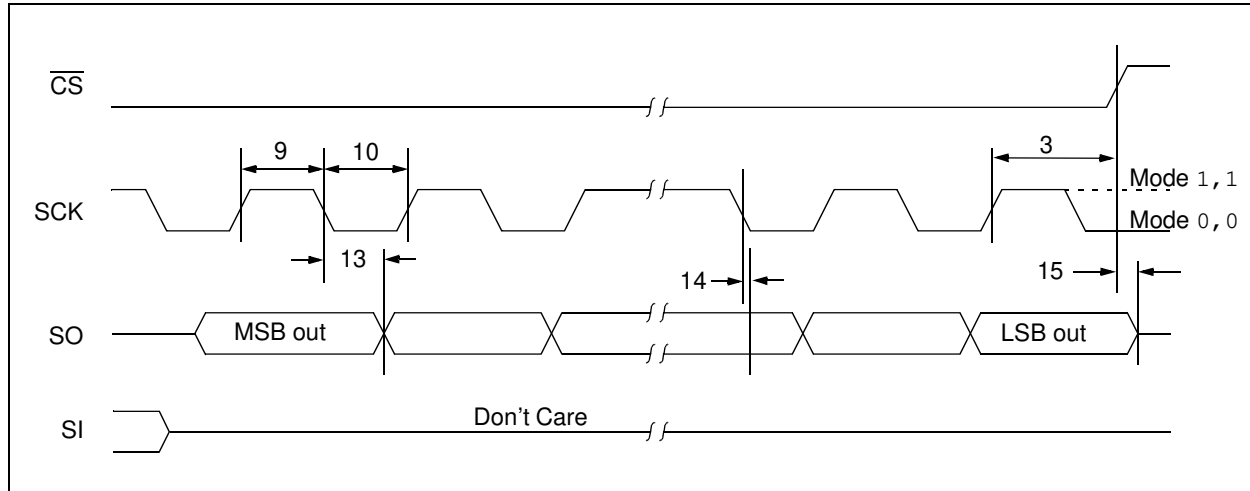 CS
9
10
3
Mode 1,1
SCK
Mode 0,0
13
14
15
SO
MSB out
LSB out
Don't Care
SI